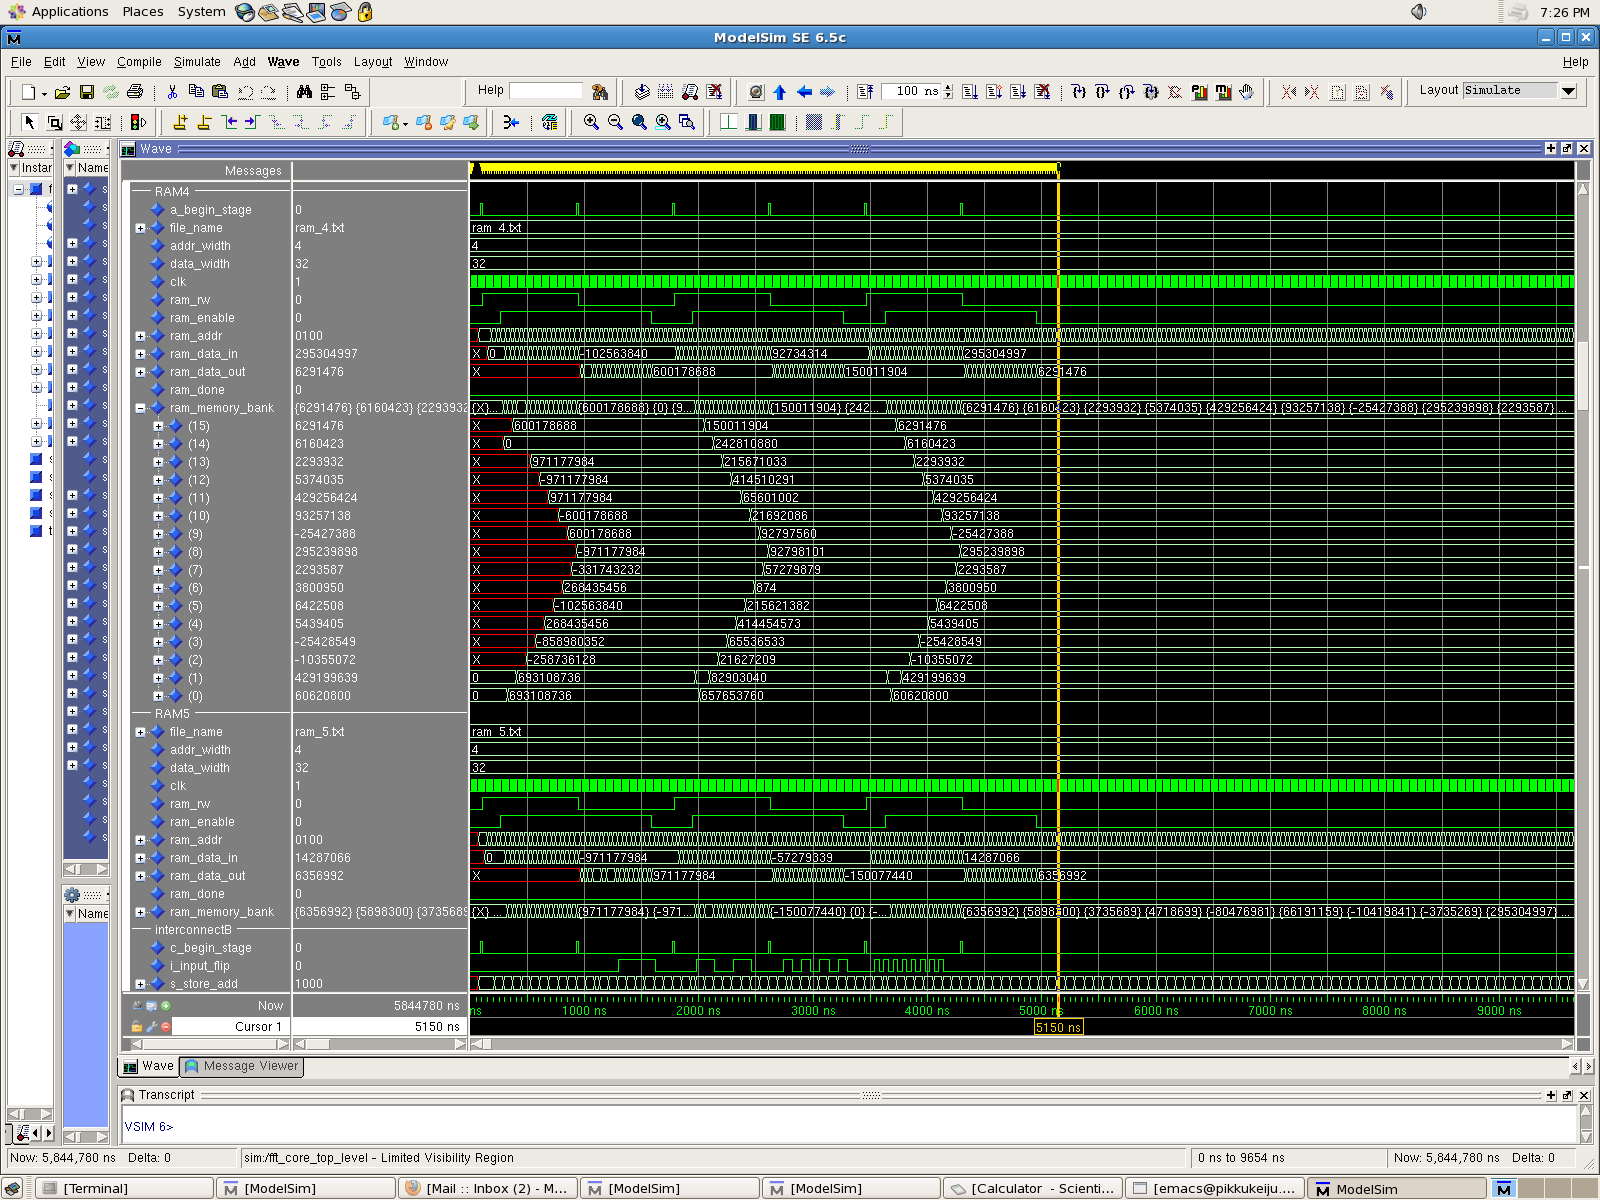 Applications Places System 7:26 PM
ModelSim SE 6.5c
File Edit View Compile Simulate Add Wave Tools Layout Window Help
Help 100 ns Layout Simulate
Wave
Instar Name Messages
RAM4
a_begin_stage 0
file_name ram_4.txt ram_4.txt
addr_width 4 4
data_width 32 32
clk 1
ram_rw 0
ram_enable 0
ram_addr 0100
ram_data_in 295304997 X 0 -102563840 92734314 295304997
ram_data_out 6291476 X 600178688 150011904 6291476
ram_done 0
ram_memory_bank {6291476} {6160423} {2293932 {X}... {600178688} {0} {9... {150011904} {242... {6291476} {6160423} {2293932} {5374035} {429256424} {93257138} {-25427388} {295239898} {2293587} ...
(15) 6291476 X 600178688 150011904 6291476
(14) 6160423 X 0 242810880 6160423
(13) 2293932 X 971177984 215671033 2293932
(12) 5374035 X -971177984 414510291 5374035
(11) 429256424 X 971177984 65601002 429256424
(10) 93257138 X -600178688 21692086 93257138
(9) -25427388 X 600178688 92797560 -25427388
(8) 295239898 X -971177984 92798101 295239898
(7) 2293587 X -331743232 57279879 2293587
(6) 3800950 X 268435456 874 3800950
(5) 6422508 X -102563840 215621382 6422508
(4) 5439405 X 268435456 414454573 5439405
(3) -25428549 X -858980352 65536533 -25428549
(2) -10355072 X -258736128 21627209 -10355072
(1) 429199639 0 693108736 82903040 429199639
(0) 60620800 0 693108736 657653760 60620800
RAM5
file_name ram_5.txt ram_5.txt
addr_width 4 4
data_width 32 32
clk 1
ram_rw 0
ram_enable 0
ram_addr 0100
ram_data_in 14287066 0 -971177984 -57279339 14287066
ram_data_out 6356992 X 971177984 -150077440 6356992
ram_done 0
Name ram_memory_bank {6356992} {5898300} {3735689 {X}... {971177984} {-971... {-150077440} {0} {-... {6356992} {5898300} {3735689} {4718699} {-80476981} {66191159} {-10419841} {-3735269} {295304997} ...
interconnectB
c_begin_stage 0
i_input_flip 0
s_store_add 1000
Now 5844780 ns ns 1000 ns 2000 ns 3000 ns 4000 ns 5000 ns 6000 ns 7000 ns 8000 ns 9000 ns
Cursor 1 5150 ns 5150 ns
Wave Message Viewer
Transcript
VSIM 6>
Now: 5,844,780 ns Delta: 0 sim:/fft_core_top_level - Limited Visibility Region 0 ns to 9654 ns Now: 5,844,780 ns Delta: 0
[Terminal] [ModelSim] [Mail :: Inbox (2) - M... [ModelSim] [ModelSim] [Calculator - Scienti... [emacs@pikkukeiju.... ModelSim